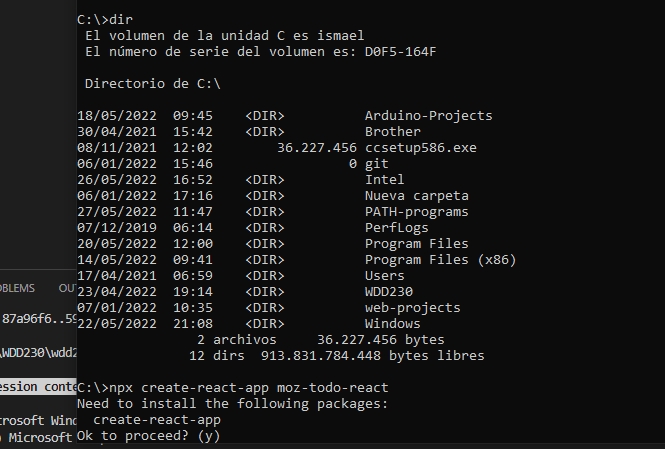 C:\>dir
El volumen de la unidad C es ismael
El número de serie del volumen es: D0F5-164F
Directorio de C:\
18/05/2022  09:45    <DIR>          Arduino-Projects
30/04/2021  15:42    <DIR>          Brother
08/11/2021  12:02        36.227.456 ccsetup586.exe
06/01/2022  15:46                 0 git
26/05/2022  16:52    <DIR>          Intel
06/01/2022  17:16    <DIR>          Nueva carpeta
27/05/2022  11:47    <DIR>          PATH-programs
07/12/2019  06:14    <DIR>          PerfLogs
20/05/2022  12:00    <DIR>          Program Files
14/05/2022  09:41    <DIR>          Program Files (x86)
17/04/2021  06:59    <DIR>          Users
23/04/2022  19:14    <DIR>          WDD230
07/01/2022  10:35    <DIR>          web-projects
22/05/2022  21:08    <DIR>          Windows
2 archivos     36.227.456 bytes
12 dirs  913.831.784.448 bytes libres
C:\>npx create-react-app moz-todo-react
Need to install the following packages:
create-react-app
Ok to proceed? (y)
OBLEMS OUT
87a96f6..59
\WDD230\wdd2
ession conte
rosoft Wind
) Microsoft